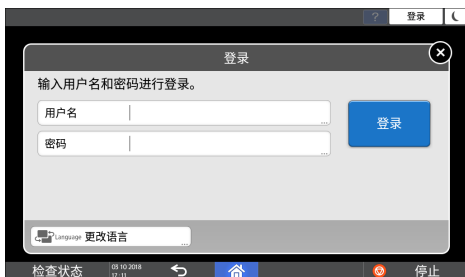 ? 登录
登录
输入用户名和密码进行登录。
用户名
登录
密码
Language 更改语言
检查状态 03 10 2018 17:11 停止